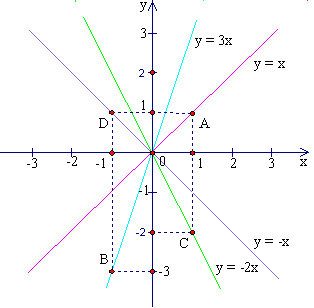 y
3
y = 3x
2
y = x
1
D
A
-3
-2
-1
0
1
2
3
x
-1
-2
C
y = -x
B
-3
y = -2x